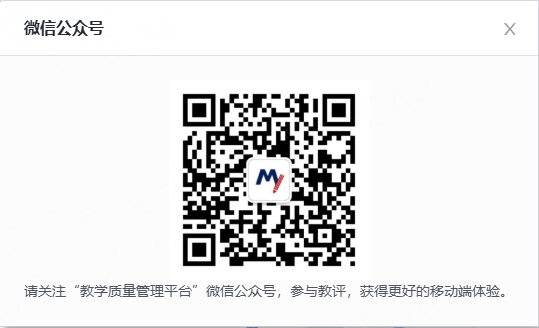 微信公众号
X
My
请关注“教学质量管理平台”微信公众号，参与教评，获得更好的移动端体验。